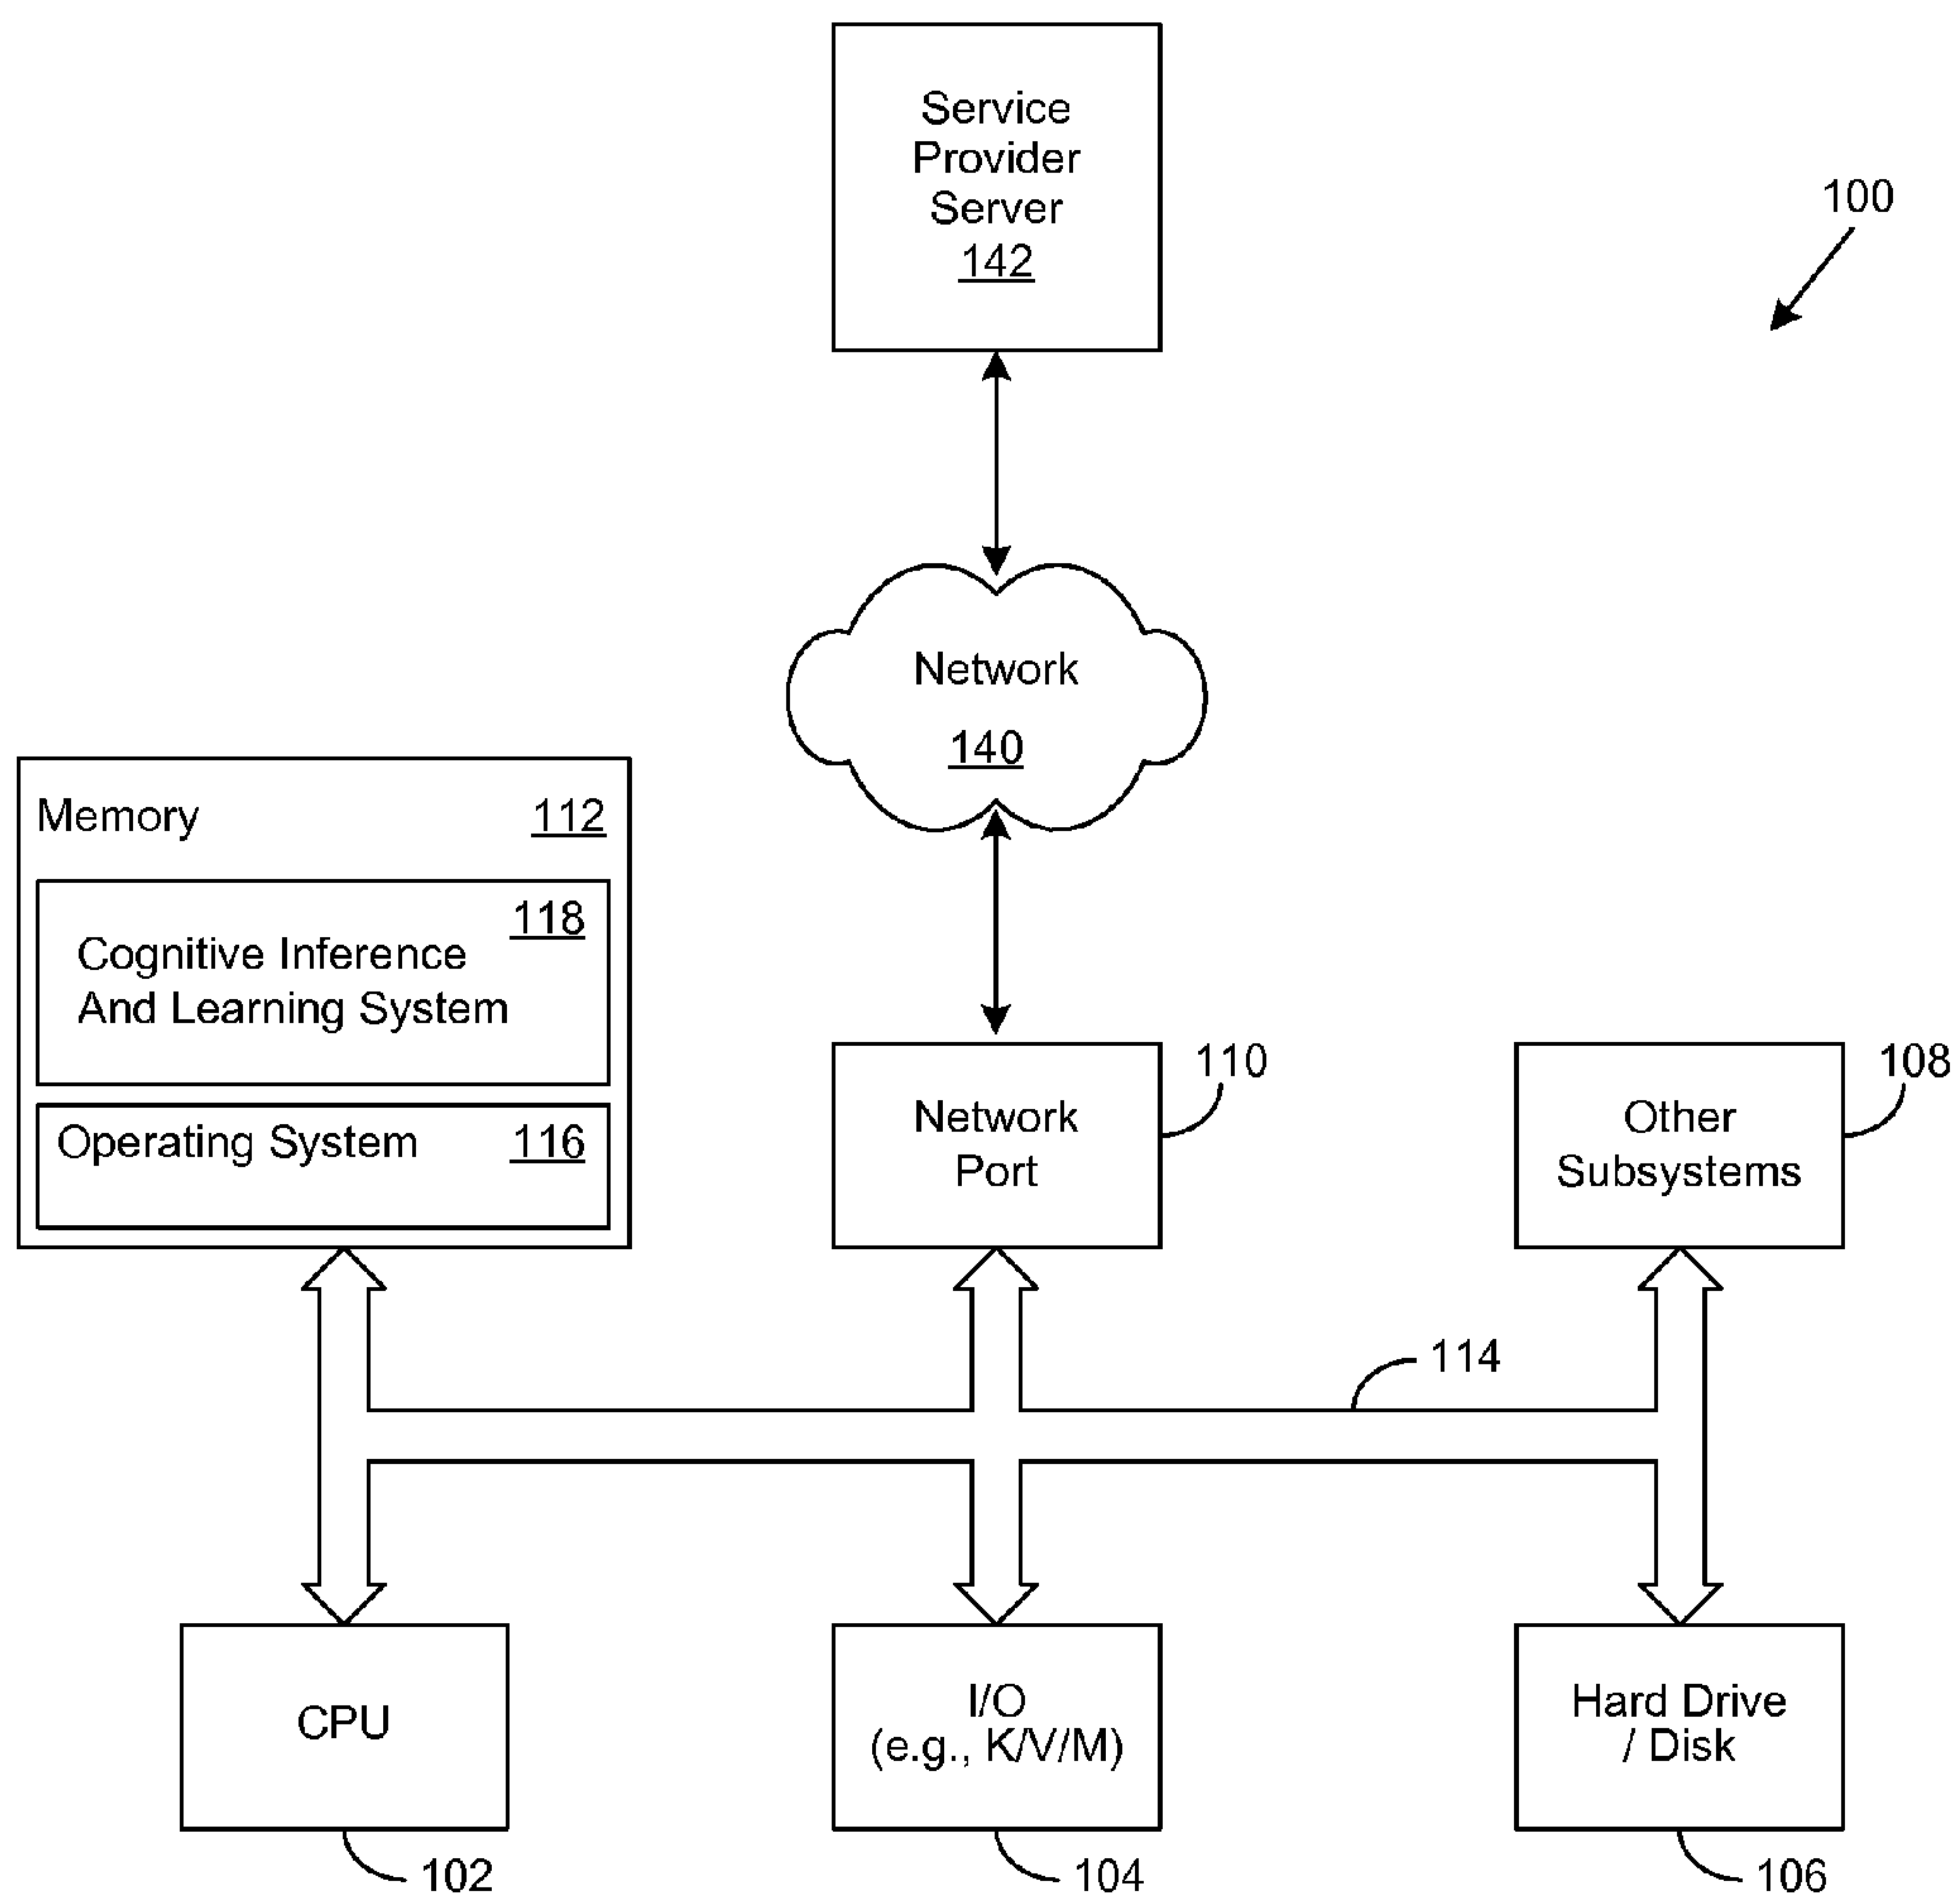 Service
Provider
Server
142
100
Network
140
Memory 112
118
Cognitive Inference
And Learning System
Operating System 116
Network
Port
110
Other
Subsystems
108
114
CPU
102
I/O
(e.g., K/V/M)
104
Hard Drive
/ Disk
106